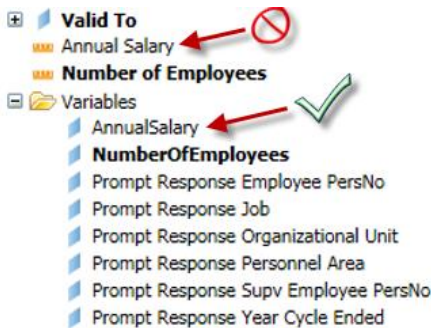 Valid To
Annual Salary
Number of Employees
Variables
AnnualSalary
NumberOfEmployees
Prompt Response Employee PersNo
Prompt Response Job
Prompt Response Organizational Unit
Prompt Response Personnel Area
Prompt Response Supv Employee PersNo
Prompt Response Year Cycle Ended